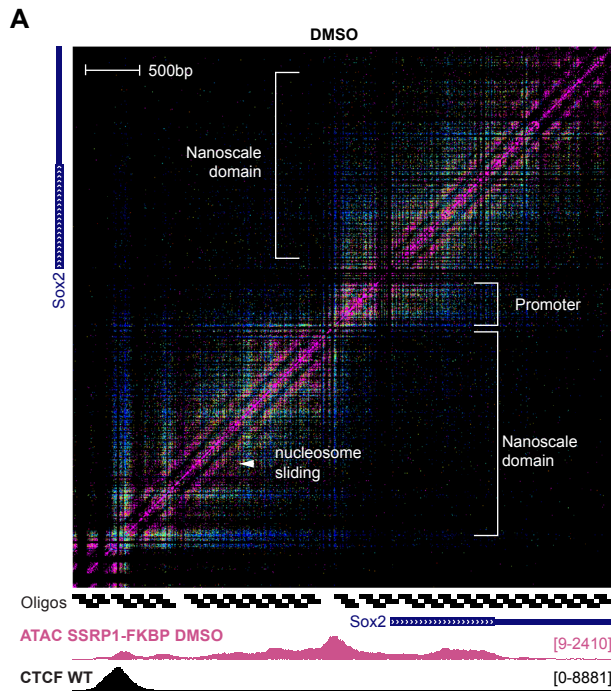 A
DMSO
500bp
Nanoscale
domain
Sox2
Promoter
Nanoscale
domain
nucleosome
sliding
Oligos
Sox2
ATAC SSRP1-FKBP DMSO
[9-2410]
CTCF WT
[0-8881]